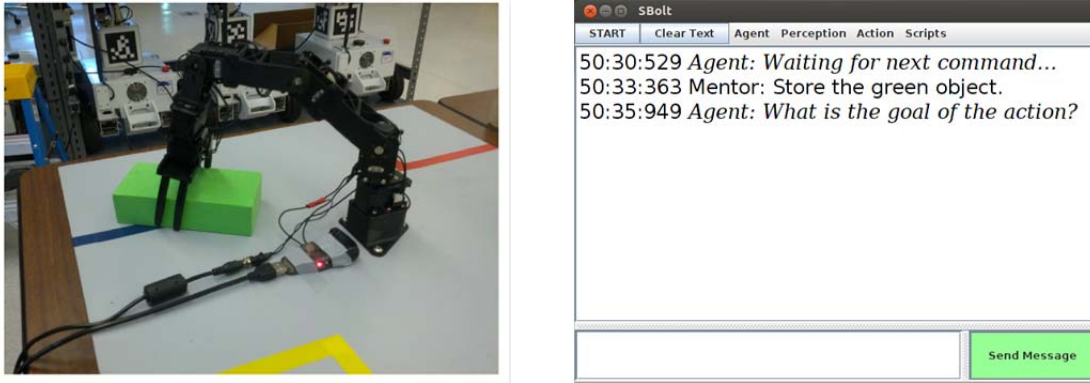 SBolt
START Clear Text Agent Perception Action Scripts
50:30:529 Agent: Waiting for next command...
50:33:363 Mentor: Store the green object.
50:35:949 Agent: What is the goal of the action?
Send Message